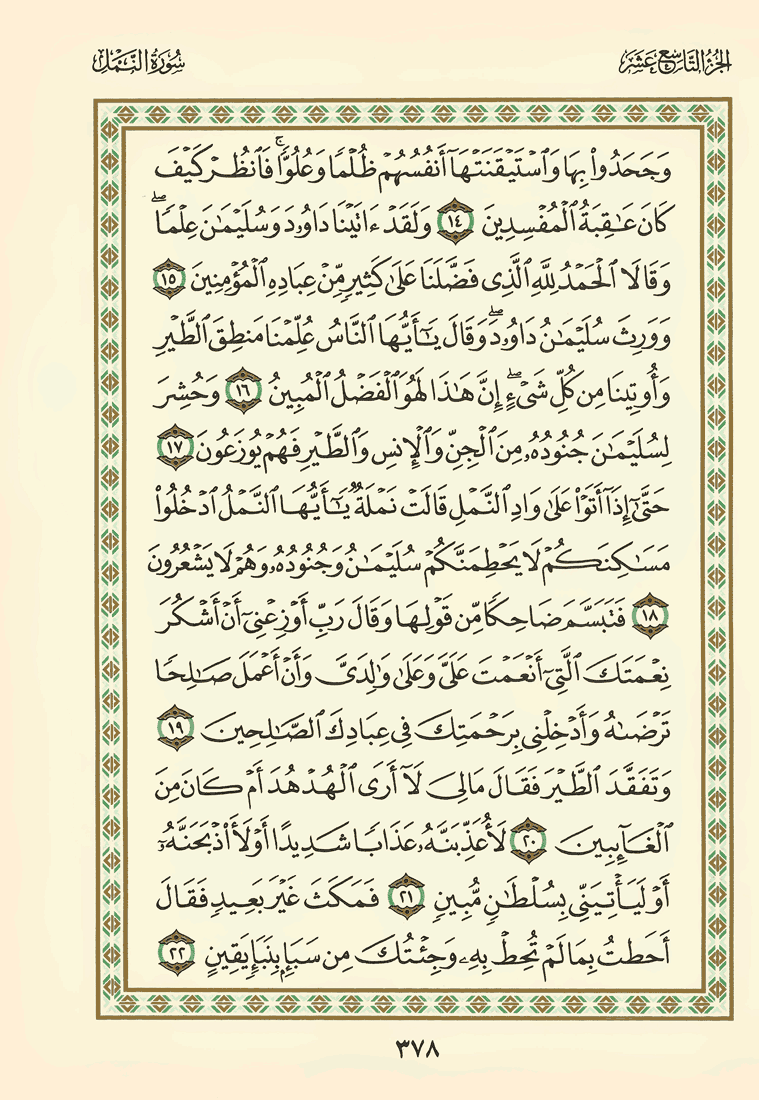 الجزء التاسع عشر
سورة النمل
وَجَحَدُوا۟ بِهَا وَٱسْتَيْقَنَتْهَآ أَنفُسُهُمْ ظُلْمًا وَعُلُوًّا ۚ فَٱنظُرْ كَيْفَ
كَانَ عَـٰقِبَةُ ٱلْمُفْسِدِينَ ١٤ وَلَقَدْ ءَاتَيْنَا دَاوُۥدَ وَسُلَيْمَـٰنَ عِلْمًا ۖ
وَقَالَا ٱلْحَمْدُ لِلَّهِ ٱلَّذِى فَضَّلَنَا عَلَىٰ كَثِيرٍ مِّنْ عِبَادِهِ ٱلْمُؤْمِنِينَ ١٥
وَوَرِثَ سُلَيْمَـٰنُ دَاوُۥدَ ۖ وَقَالَ يَـٰٓأَيُّهَا ٱلنَّاسُ عُلِّمْنَا مَنطِقَ ٱلطَّيْرِ
وَأُوتِينَا مِن كُلِّ شَىْءٍ ۖ إِنَّ هَـٰذَا لَهُوَ ٱلْفَضْلُ ٱلْمُبِينُ ١٦ وَحُشِرَ
لِسُلَيْمَـٰنَ جُنُودُهُۥ مِنَ ٱلْجِنِّ وَٱلْإِنسِ وَٱلطَّيْرِ فَهُمْ يُوزَعُونَ ١٧
حَتَّىٰٓ إِذَآ أَتَوْا۟ عَلَىٰ وَادِ ٱلنَّمْلِ قَالَتْ نَمْلَةٌ يَـٰٓأَيُّهَا ٱلنَّمْلُ ٱدْخُلُوا۟
مَسَـٰكِنَكُمْ لَا يَحْطِمَنَّكُمْ سُلَيْمَـٰنُ وَجُنُودُهُۥ وَهُمْ لَا يَشْعُرُونَ
١٨ فَتَبَسَّمَ ضَاحِكًا مِّن قَوْلِهَا وَقَالَ رَبِّ أَوْزِعْنِىٓ أَنْ أَشْكُرَ
نِعْمَتَكَ ٱلَّتِىٓ أَنْعَمْتَ عَلَىَّ وَعَلَىٰ وَٰلِدَىَّ وَأَنْ أَعْمَلَ صَـٰلِحًا
تَرْضَىٰهُ وَأَدْخِلْنِى بِرَحْمَتِكَ فِى عِبَادِكَ ٱلصَّـٰلِحِينَ ١٩
وَتَفَقَّدَ ٱلطَّيْرَ فَقَالَ مَالِىَ لَآ أَرَى ٱلْهُدْهُدَ أَمْ كَانَ مِنَ
ٱلْغَآئِبِينَ ٢٠ لَأُعَذِّبَنَّهُۥ عَذَابًا شَدِيدًا أَوْ لَأَا۟ذْبَحَنَّهُۥٓ
أَوْ لَيَأْتِيَنِّى بِسُلْطَـٰنٍ مُّبِينٍ ٢١ فَمَكَثَ غَيْرَ بَعِيدٍ فَقَالَ
أَحَطتُ بِمَا لَمْ تُحِطْ بِهِۦ وَجِئْتُكَ مِن سَبَإٍۭ بِنَبَإٍ يَقِينٍ ٢٢
٣٧٨